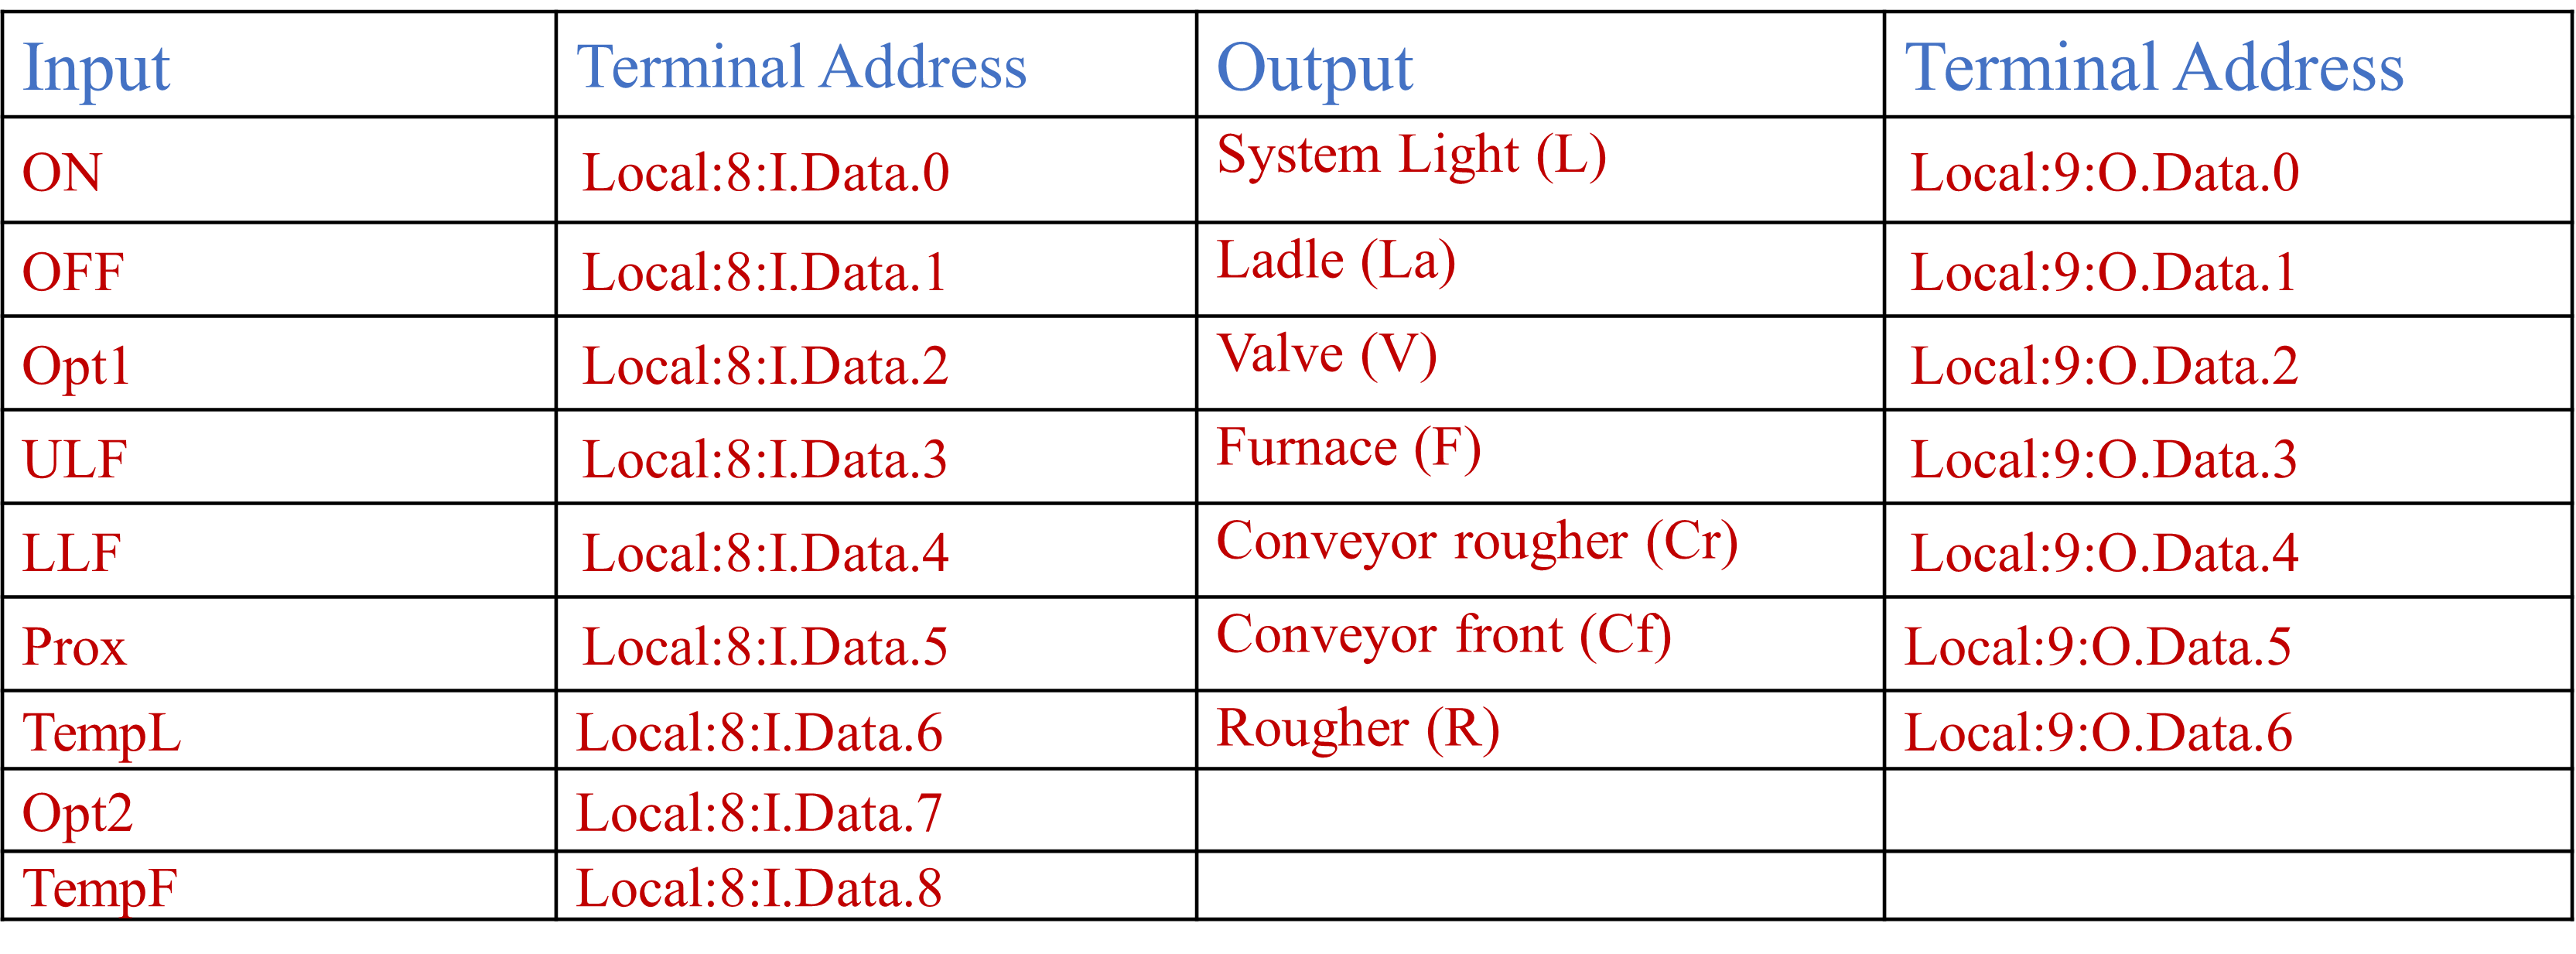 Input Terminal Address Output Terminal Address
ON Local:8:I.Data.0 System Light (L) Local:9:O.Data.0
OFF Local:8:I.Data.1 Ladle (La) Local:9:O.Data.1
Opt1 Local:8:I.Data.2 Valve (V) Local:9:O.Data.2
ULF Local:8:I.Data.3 Furnace (F) Local:9:O.Data.3
LLF Local:8:I.Data.4 Conveyor rougher (Cr) Local:9:O.Data.4
Prox Local:8:I.Data.5 Conveyor front (Cf) Local:9:O.Data.5
TempL Local:8:I.Data.6 Rougher (R) Local:9:O.Data.6
Opt2 Local:8:I.Data.7
TempF Local:8:I.Data.8